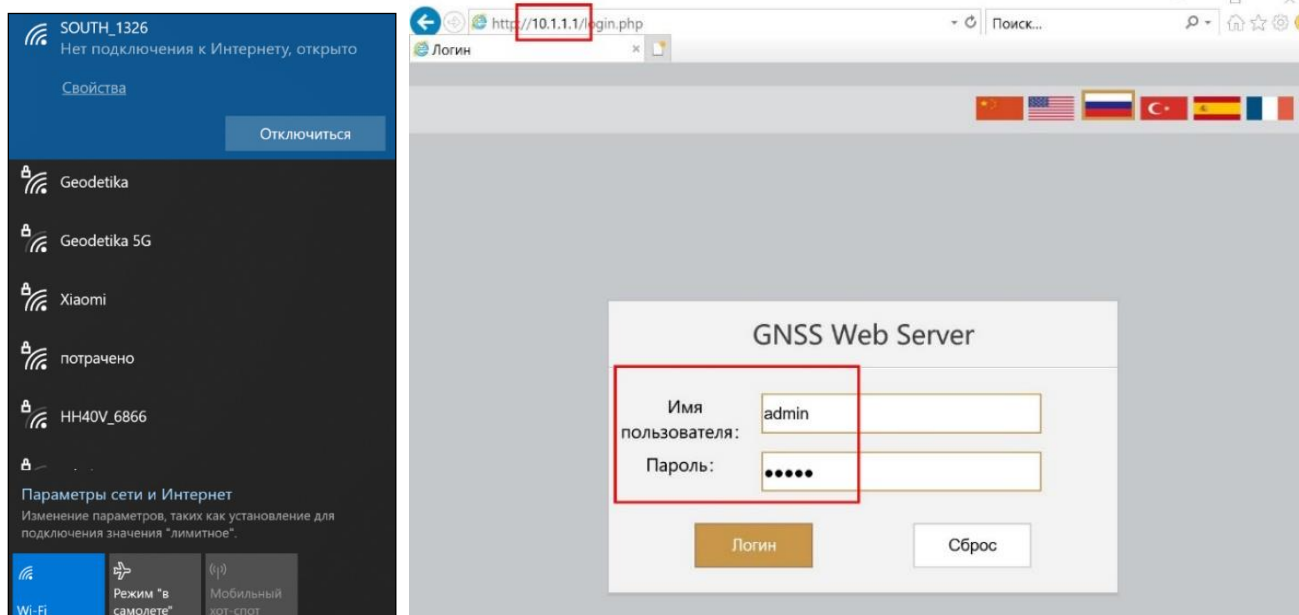 SOUTH_1326
Нет подключения к Интернету, открыто
Свойства
Отключиться
Geodetika
Geodetika 5G
Xiaomi
потрачено
HH40V_6866
Параметры сети и Интернет
Изменение параметров, таких как установление для
подключения значения "лимитное".
Wi-Fi
Режим "в
самолете"
Мобильный
хот-спот
http://10.1.1.1/login.php
Поиск...
Логин
GNSS Web Server
Имя
пользователя:
admin
Пароль:
•••••
Логин
Сброс